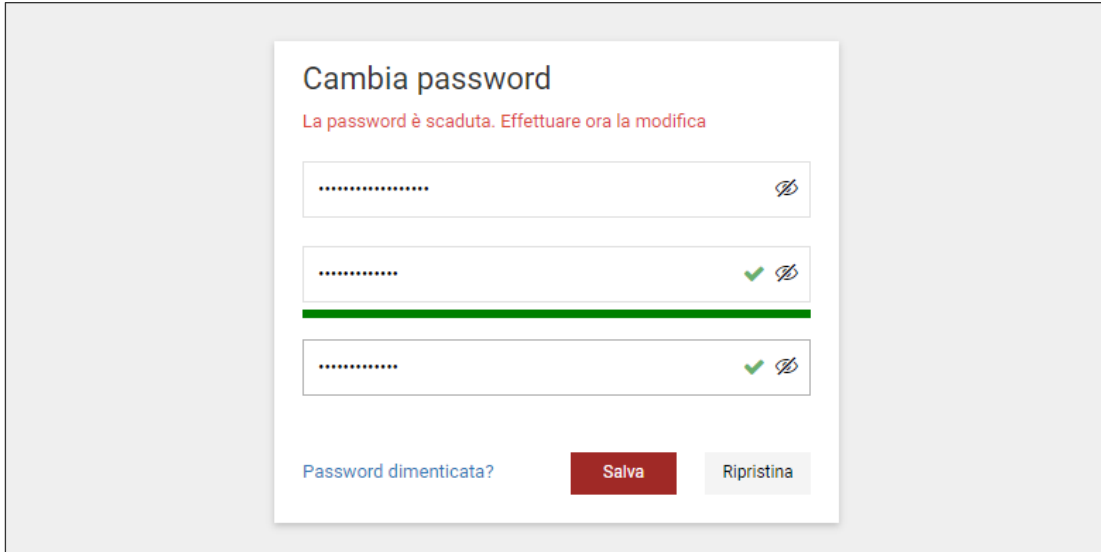 Cambia password
La password è scaduta. Effettuare ora la modifica
••••••••••••••••••
•••••••••••••
•••••••••••••
Password dimenticata? Salva Ripristina